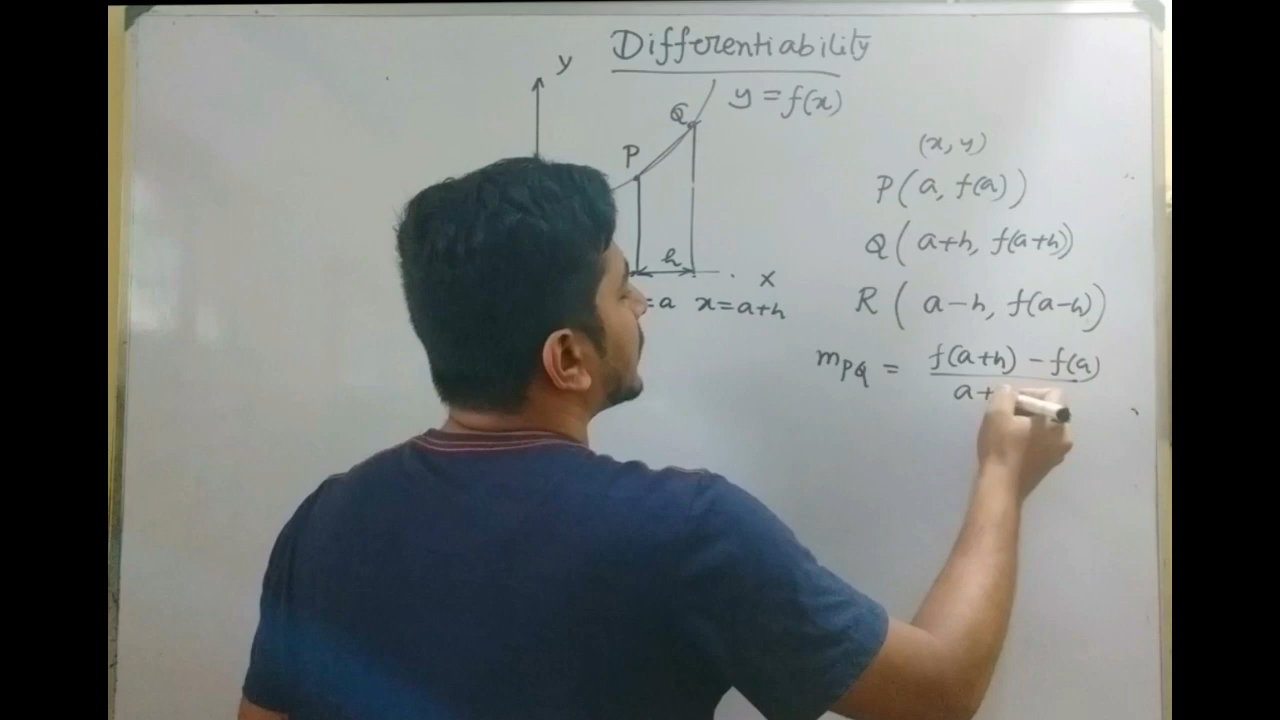 Differentiability
y
y = f(x)
Q
P
(x, y)
P(a, f(a))
Q(a+h, f(a+h))
h
x
=a x=a+h
R(a-h, f(a-h))
mPQ = f(a+h) - f(a)
a+